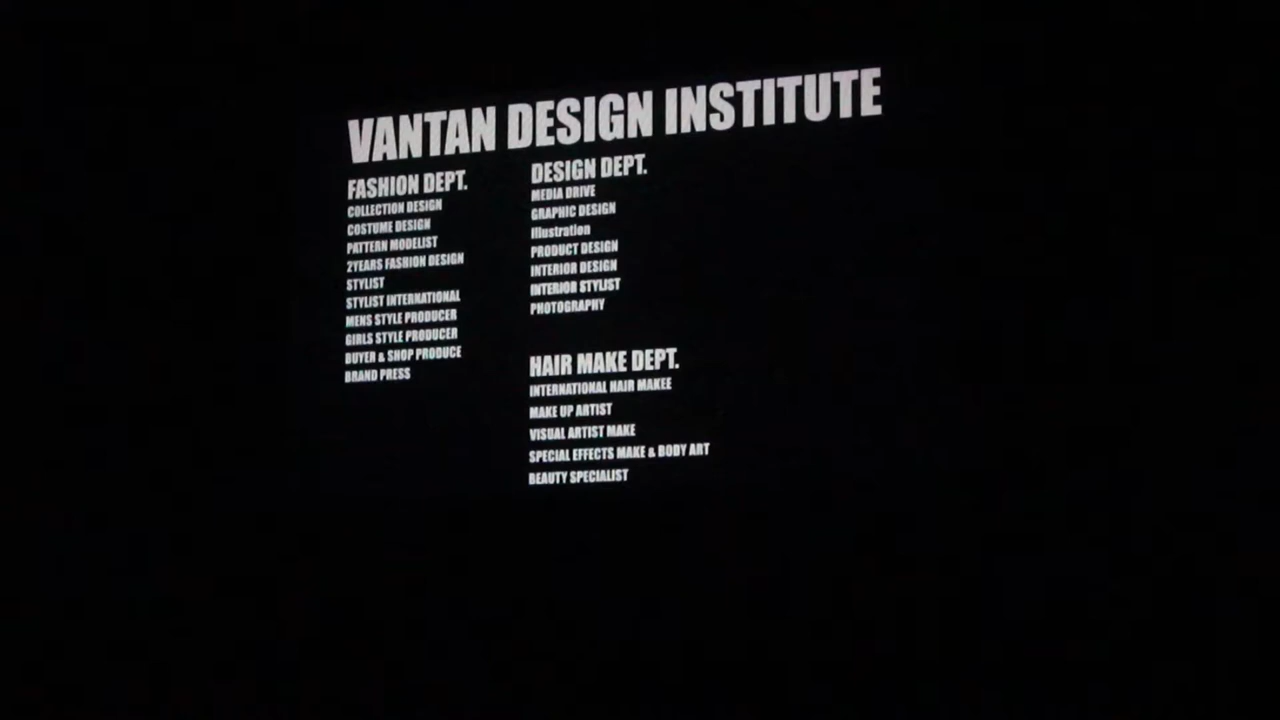 VANTAN DESIGN INSTITUTE
FASHION DEPT.
COLLECTION DESIGN
COSTUME DESIGN
PATTERN MODELIST
2YEARS FASHION DESIGN
STYLIST
STYLIST INTERNATIONAL
MENS STYLE PRODUCER
GIRLS STYLE PRODUCER
BUYER & SHOP PRODUCE
BRAND PRESS
DESIGN DEPT.
MEDIA DRIVE
GRAPHIC DESIGN
Illustration
PRODUCT DESIGN
INTERIOR DESIGN
INTERIOR STYLIST
PHOTOGRAPHY
HAIR MAKE DEPT.
INTERNATIONAL HAIR MAKEE
MAKE UP ARTIST
VISUAL ARTIST MAKE
SPECIAL EFFECTS MAKE & BODY ART
BEAUTY SPECIALIST